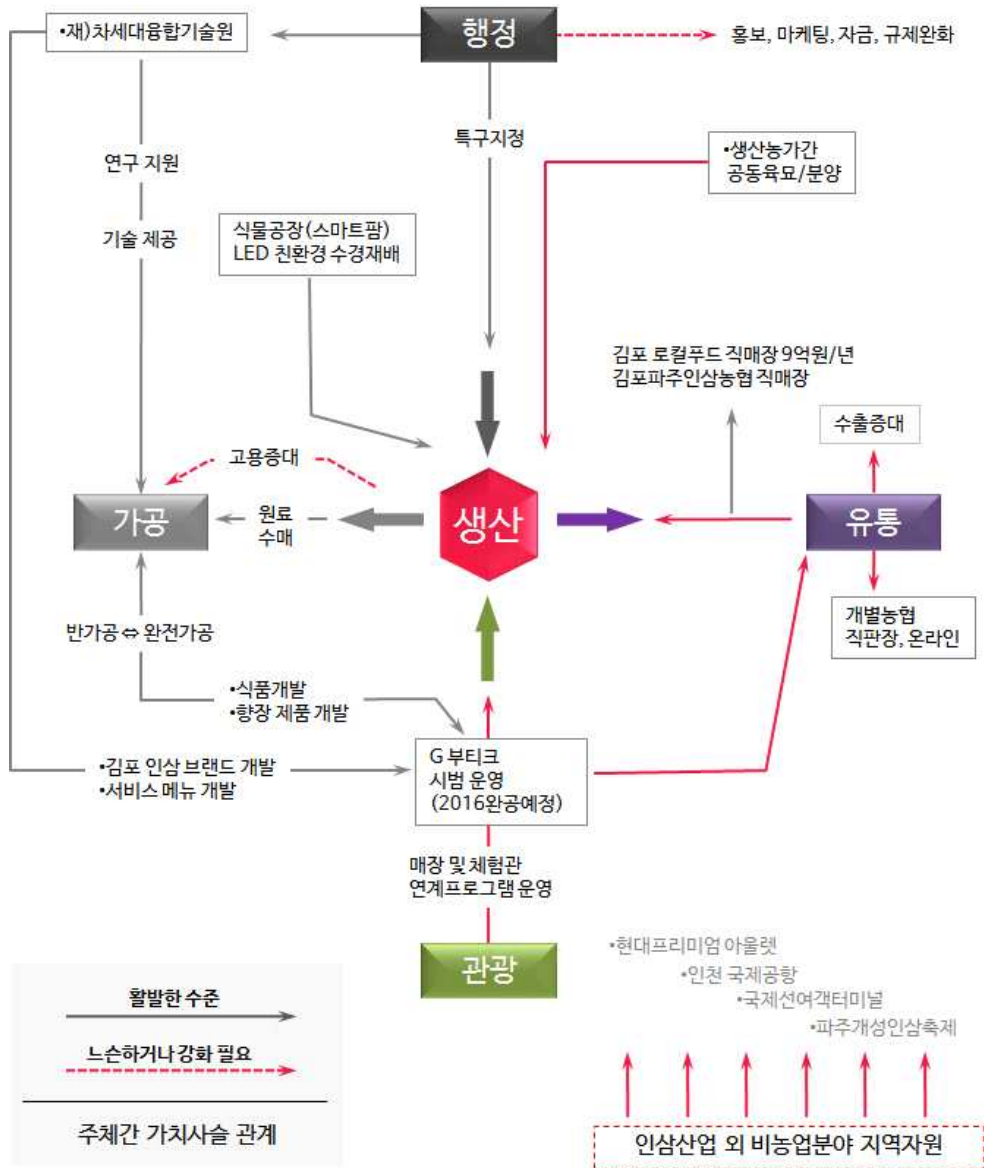 •재)차세대융합기술원
행정
홍보, 마케팅, 자금, 규제완화
연구 지원
특구지정
•생산농가간
공동육묘/분양
기술 제공
식물공장(스마트팜)
LED 친환경 수경재배
김포 로컬푸드 직매장 9억원/년
김포파주인삼농협 직매장
수출증대
고용증대
가공
원료
수매
생산
유통
반가공 ⇔ 완전가공
개별농협
직판장, 온라인
•식품개발
•향장 제품 개발
•김포 인삼 브랜드 개발
•서비스 메뉴 개발
G 부티크
시범 운영
(2016완공예정)
매장 및 체험관
연계프로그램 운영
관광
•현대프리미엄 아울렛
•인천 국제공항
•국제선여객터미널
•파주개성인삼축제
활발한 수준
느슨하거나 강화 필요
주체간 가치사슬 관계
인삼산업 외 비농업분야 지역자원